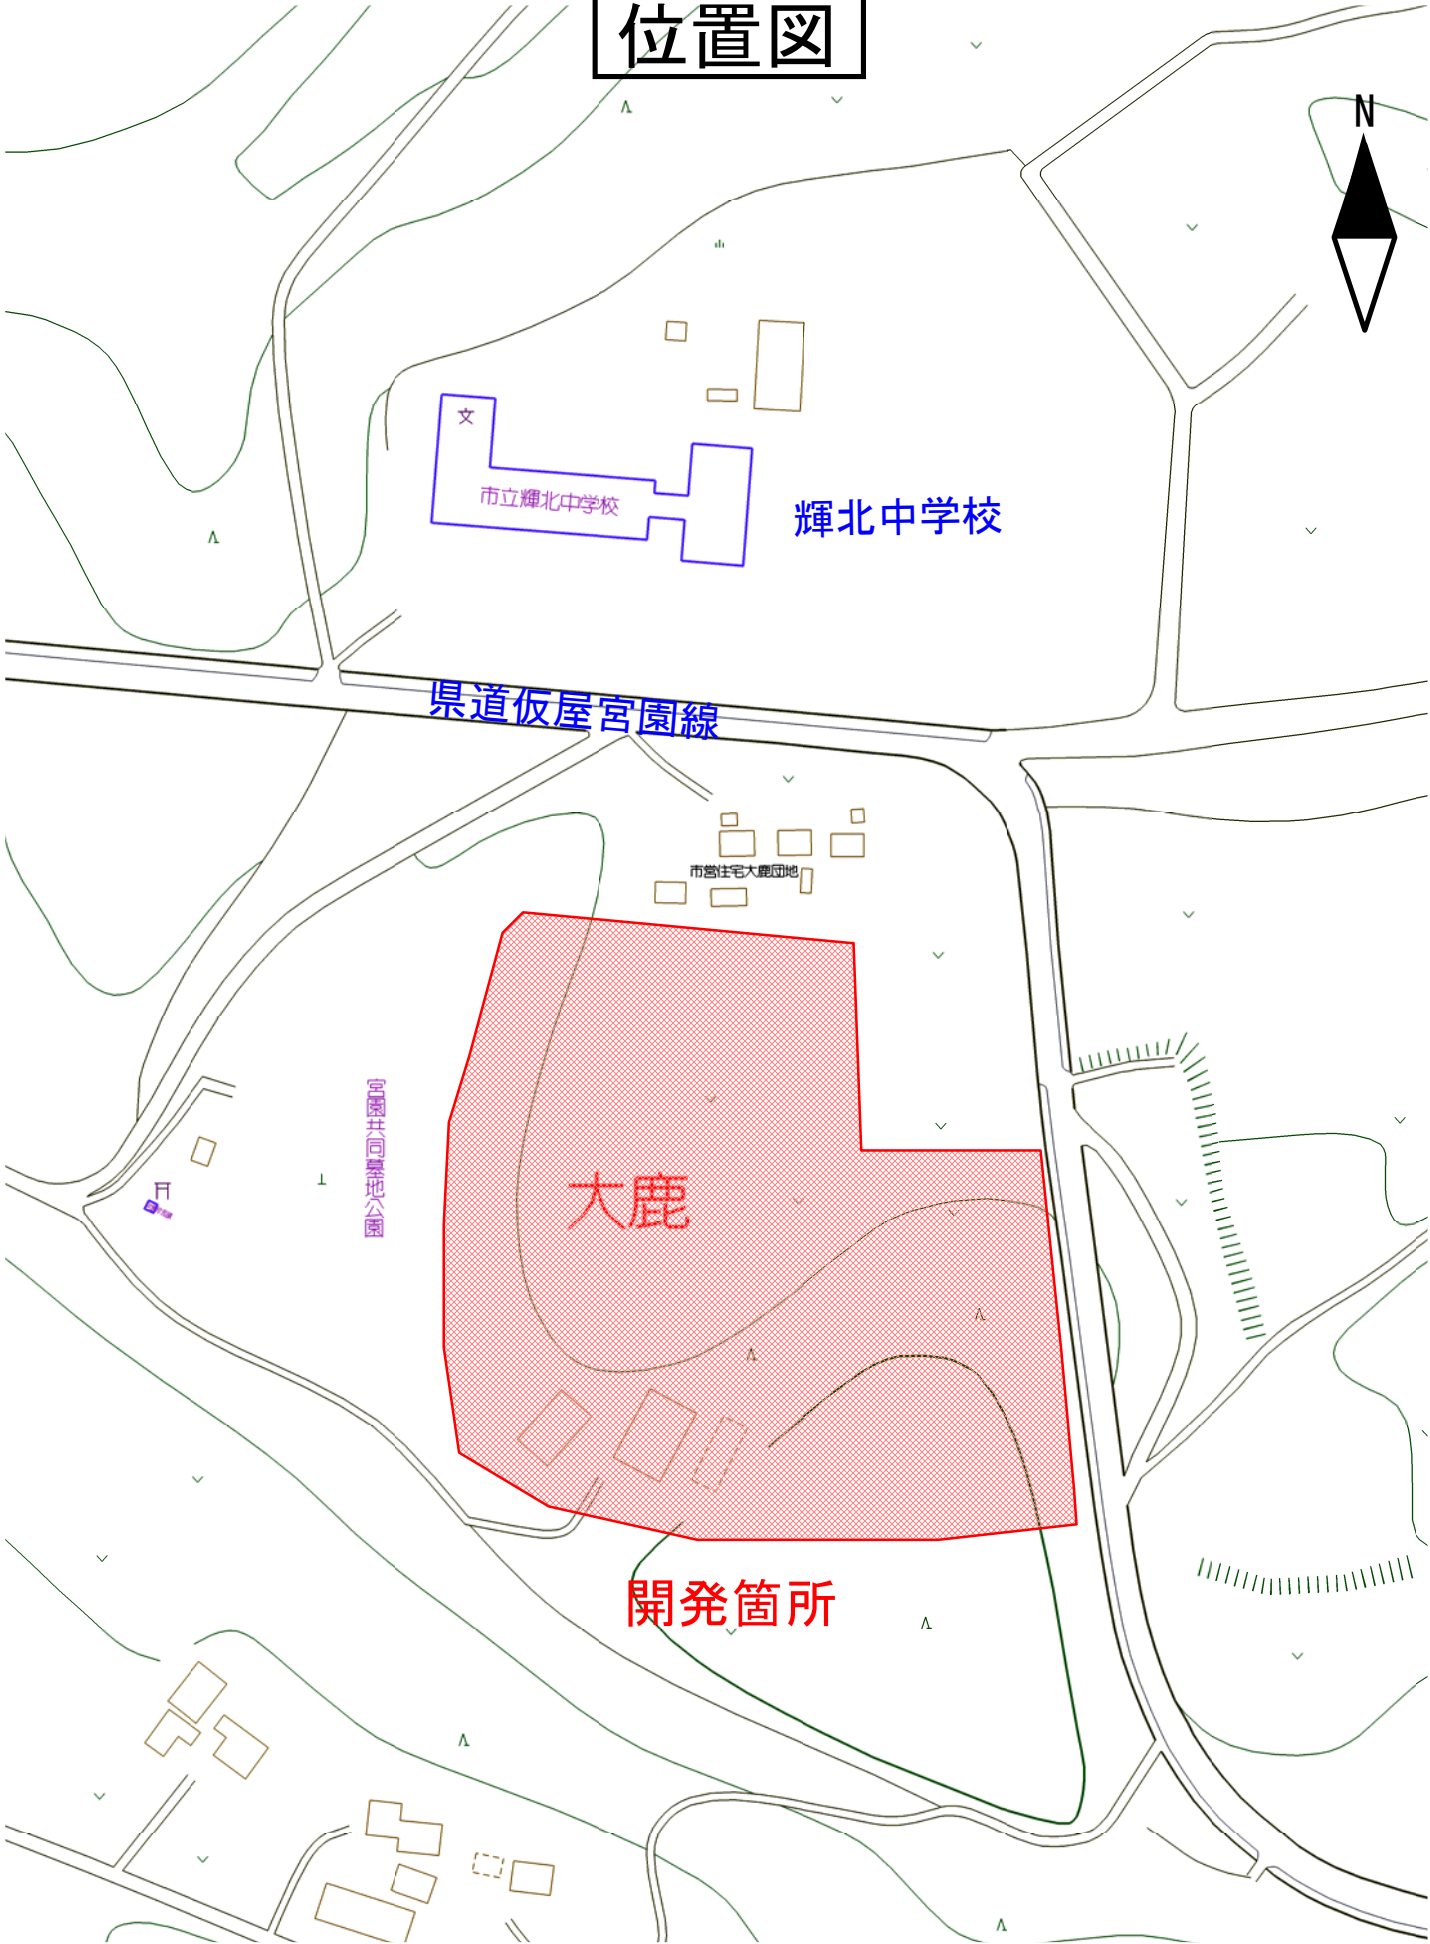 位置図
N
文
市立輝北中学校
輝北中学校
県道仮屋宮園線
市営住宅大鹿団地
宮園共同墓地公園
大鹿
開発箇所